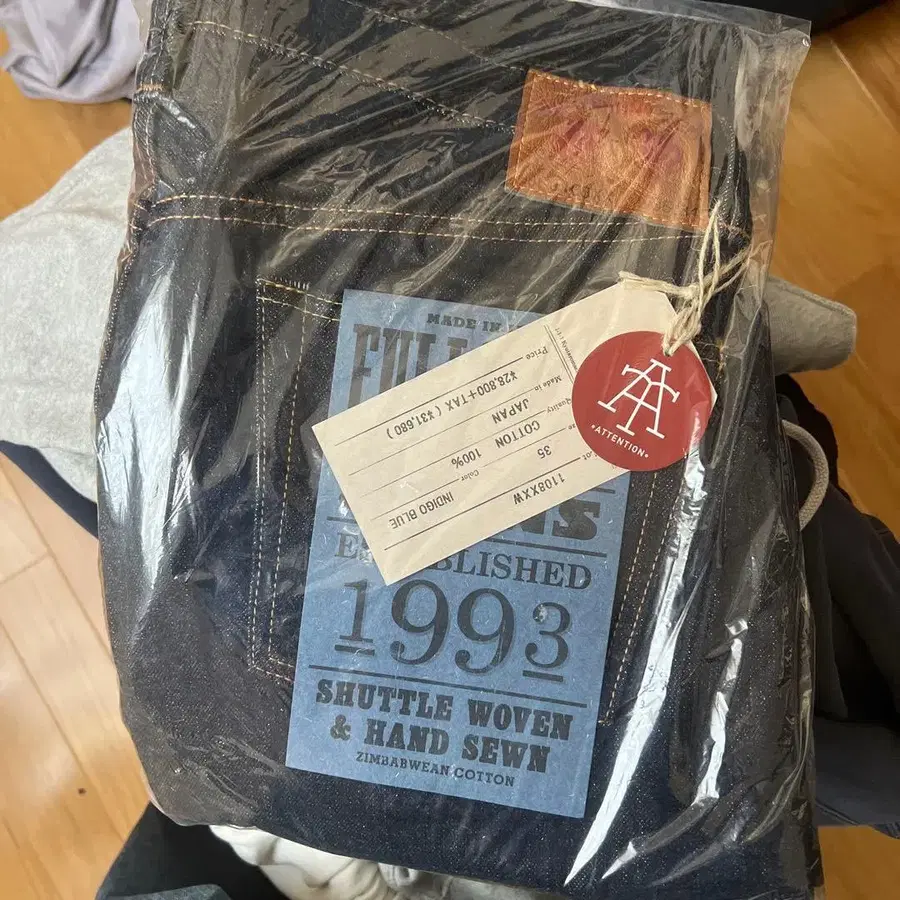 MADE IN
ESTABLISHED
1993
SHUTTLE WOVEN
& HAND SEWN
ZIMBABWEAN COTTON
ATA
•ATTENTION•
1108XXW
35
Color
INDIGO BLUE
Quality
COTTON 100%
Made in
JAPAN
Price
¥28,800+TAX (¥31,680)